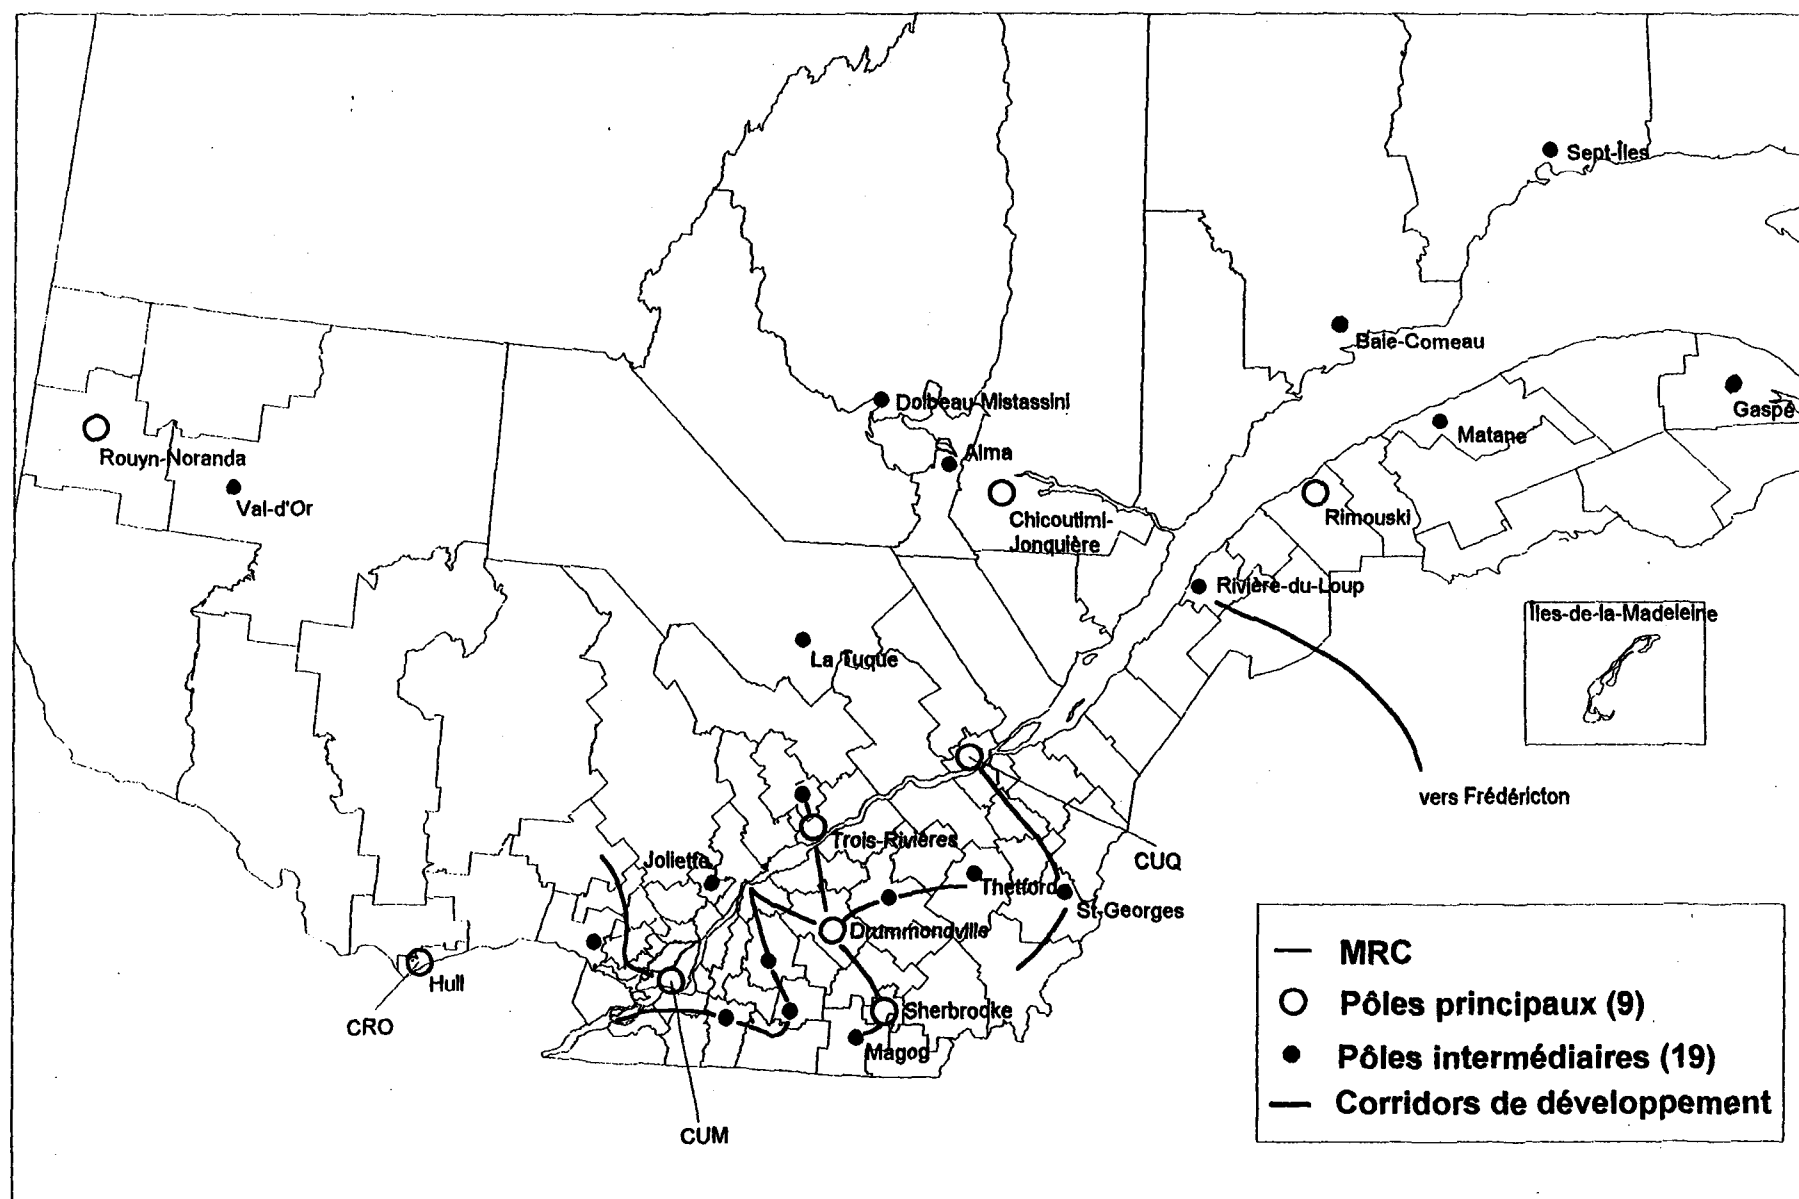 Sept-Îles
Baie-Comeau
Gaspé
Dolbeau-Mistassini
Matane
Alma
Rouyn-Noranda
Val-d'Or
Chicoutimi-
Jonquière
Rimouski
Rivière-du-Loup
Îles-de-la-Madeleine
La Tuque
vers Frédéricton
Trois-Rivières
CUQ
Joliette
Thetford
St-Georges
Drummondville
Hull
CRO
Sherbrooke
Magog
CUM
MRC
Pôles principaux (9)
Pôles intermédiaires (19)
Corridors de développement